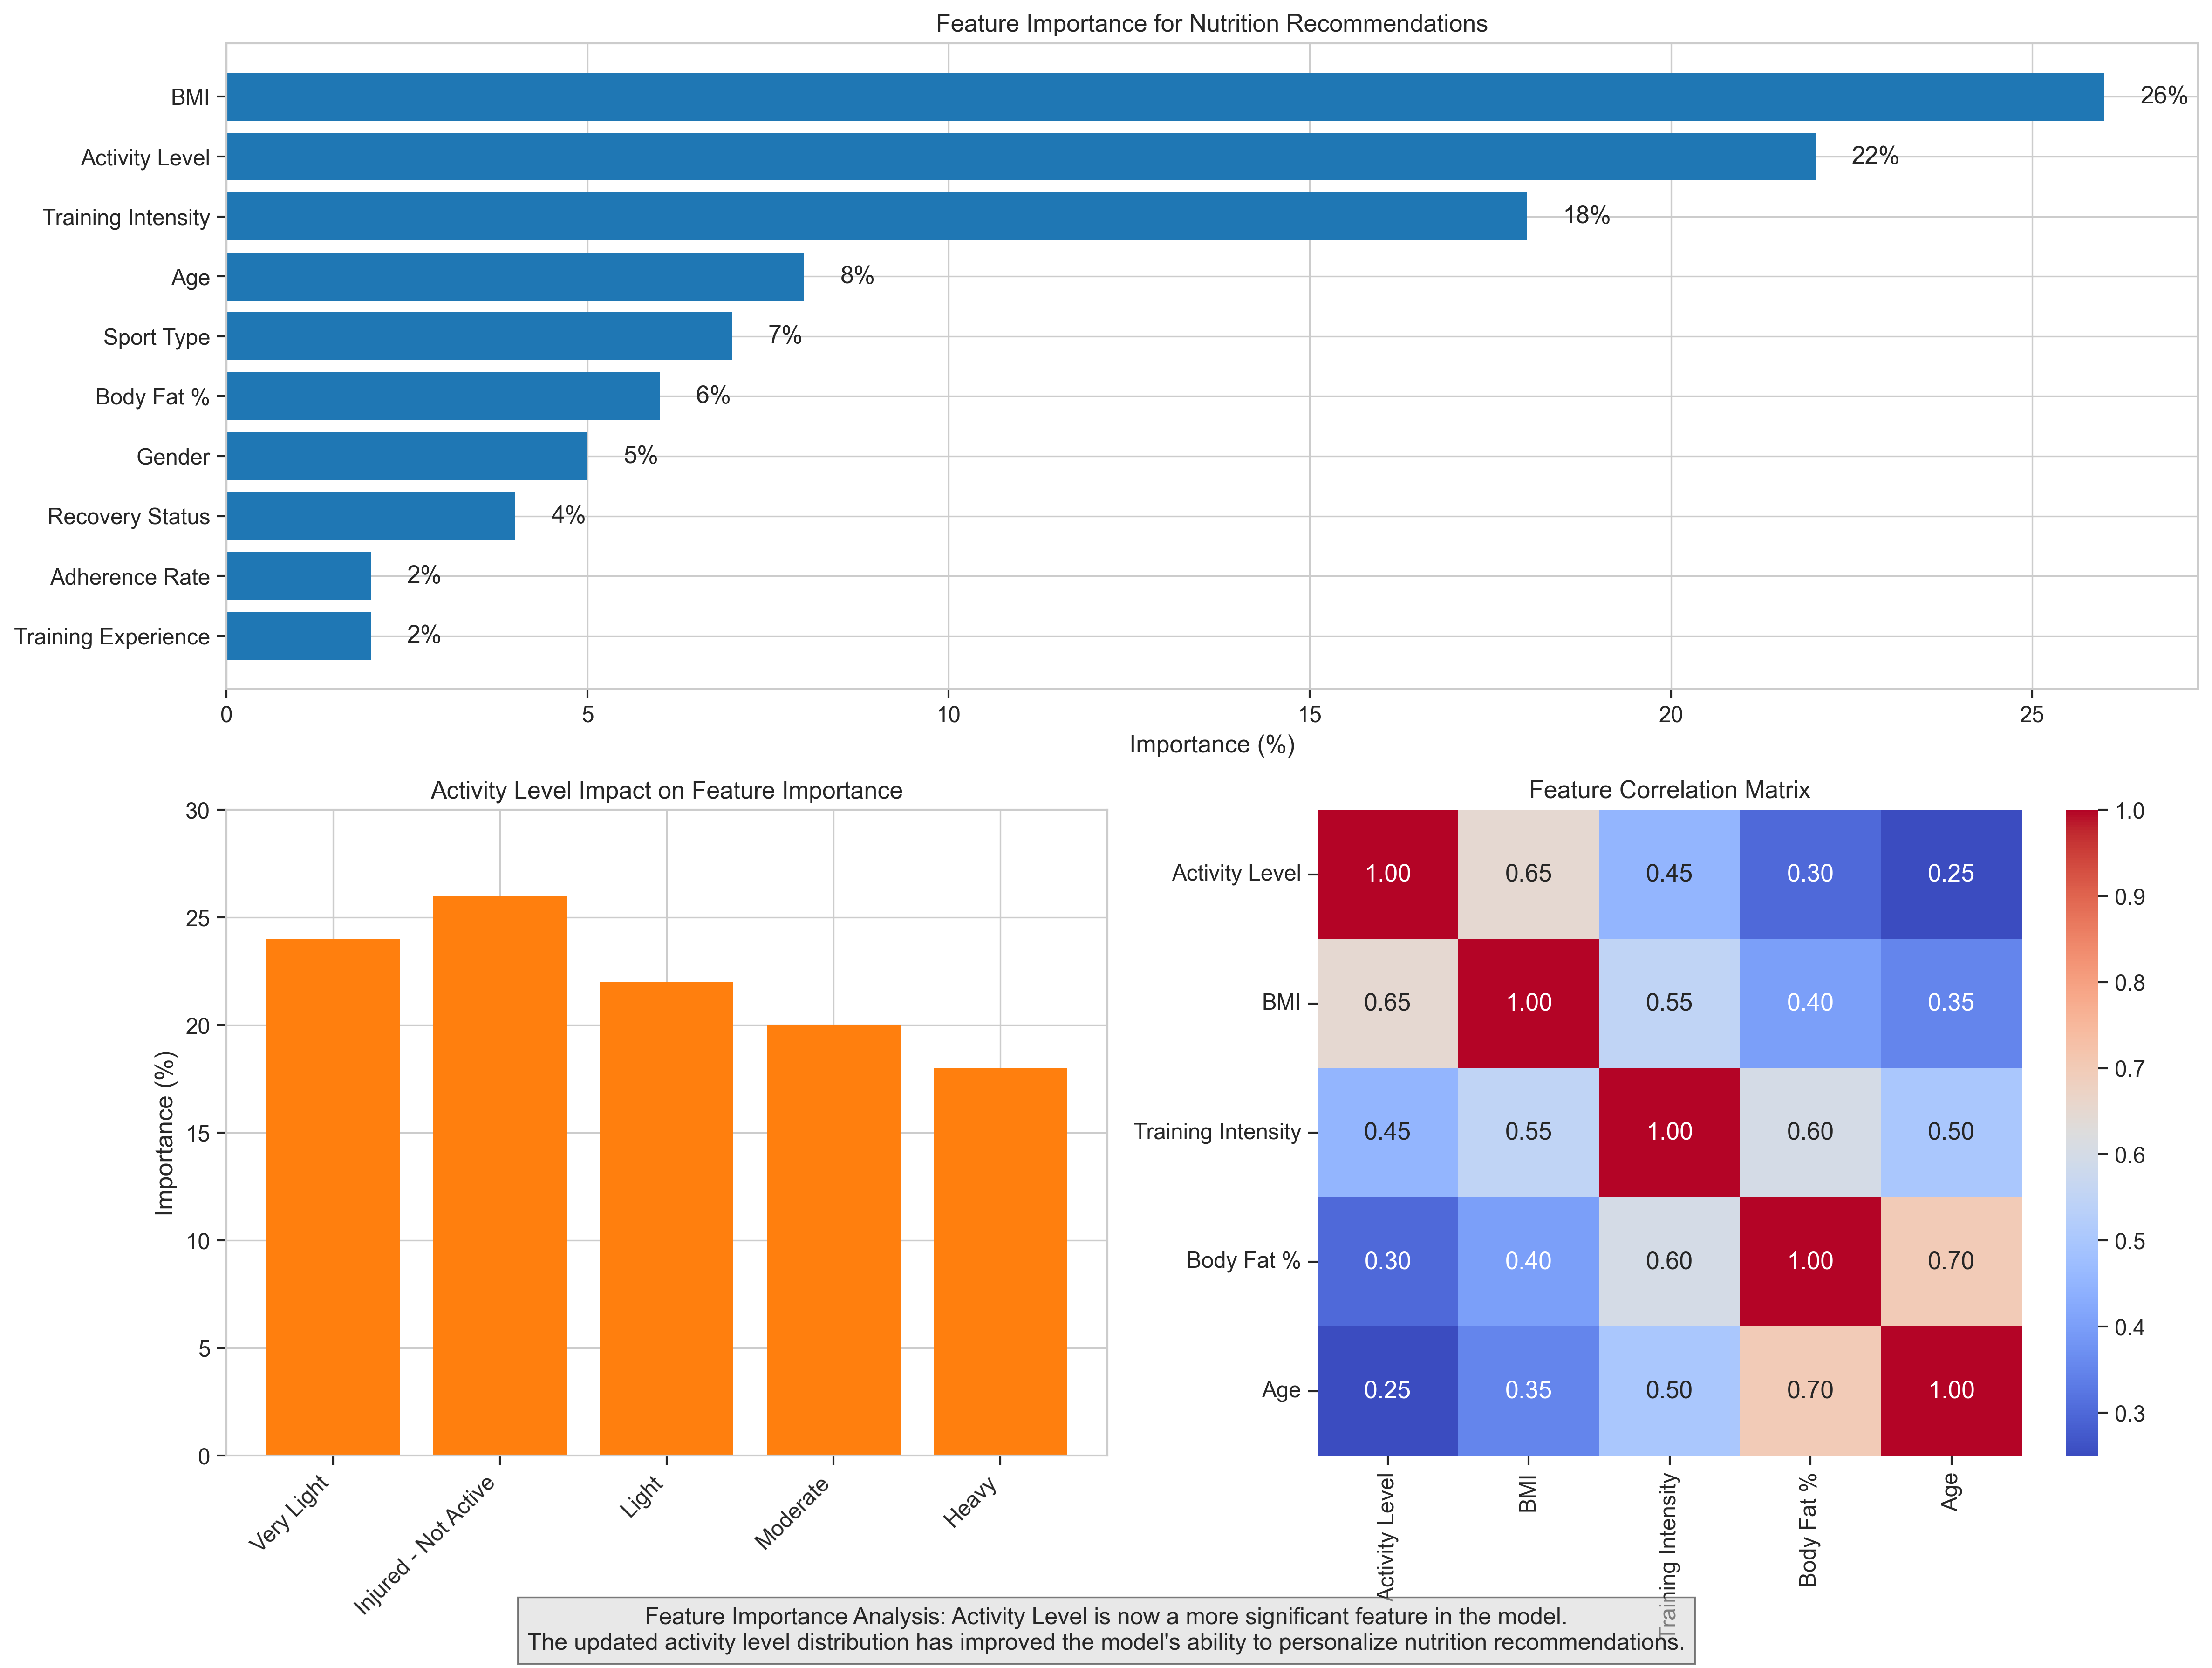 Feature Importance for Nutrition Recommendations
BMI
26%
Activity Level
22%
Training Intensity
18%
Age
8%
Sport Type
7%
Body Fat %
6%
Gender
5%
Recovery Status
4%
Adherence Rate
2%
Training Experience
2%
0 5 10 15 20 25
Importance (%)
Activity Level Impact on Feature Importance
30
25
20
15
10
5
0
Importance (%)
Very Light
Injured - Not Active
Light
Moderate
Heavy
Feature Correlation Matrix
Activity Level 1.00 0.65 0.45 0.30 0.25
BMI 0.65 1.00 0.55 0.40 0.35
Training Intensity 0.45 0.55 1.00 0.60 0.50
Body Fat % 0.30 0.40 0.60 1.00 0.70
Age 0.25 0.35 0.50 0.70 1.00
Activity Level
BMI
Training Intensity
Body Fat %
Age
1.0
0.9
0.8
0.7
0.6
0.5
0.4
0.3
Feature Importance Analysis: Activity Level is now a more significant feature in the model.
The updated activity level distribution has improved the model's ability to personalize nutrition recommendations.